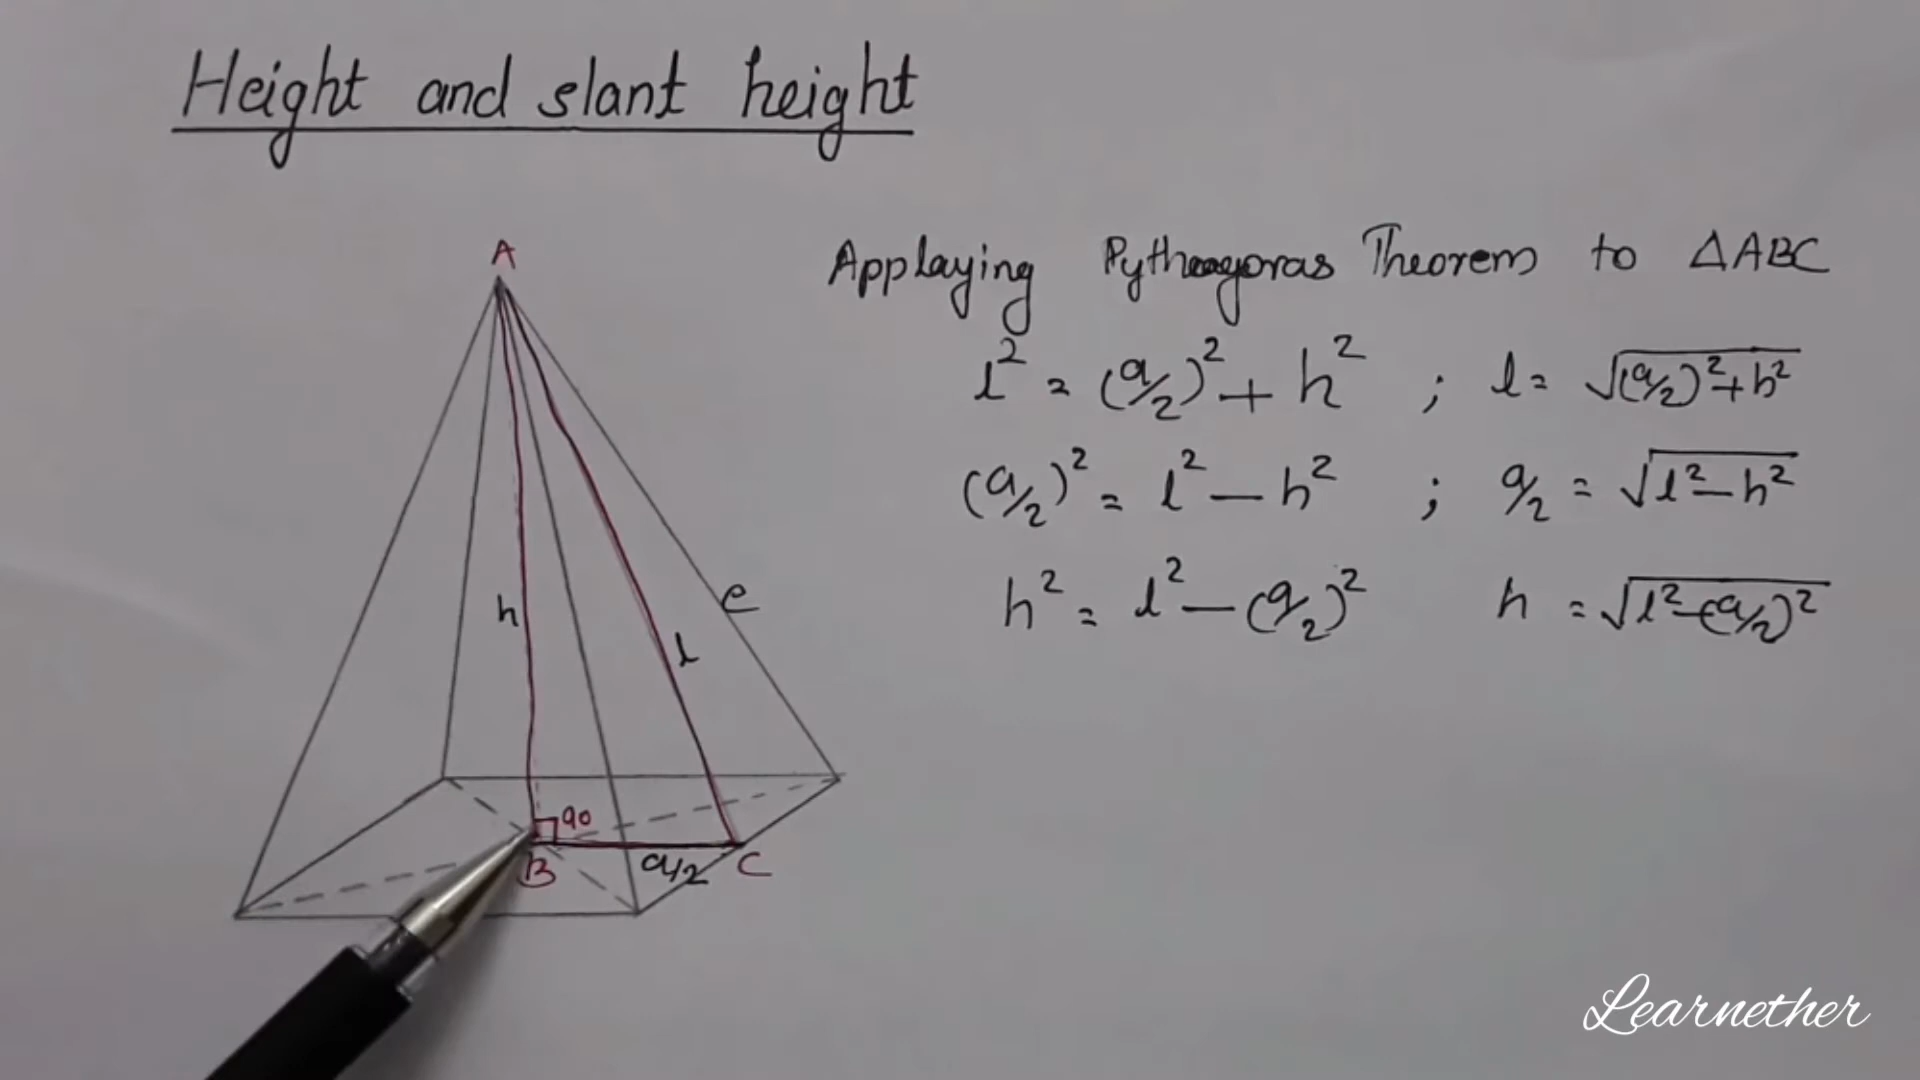 Height and slant height
A
Applaying Pythagoras Theorem to ΔABC
l² = (a/2)² + h² ; l = √(a/2)² + h²
(a/2)² = l² − h² ; a/2 = √l² − h²
h² = l² − (a/2)² h = √l² − (a/2)²
e
h
l
90
B
a/2
C
Learnether